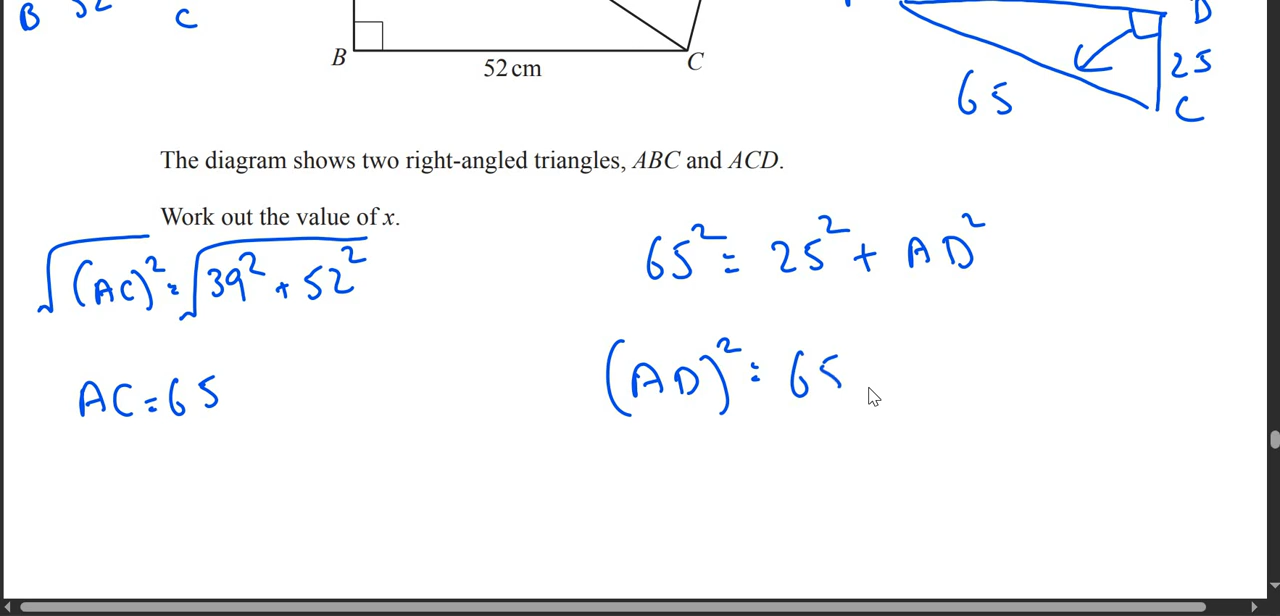 B
C
B
52 cm
C
D
25
65
C
The diagram shows two right-angled triangles, ABC and ACD.
Work out the value of x.
√(AC)² = √39² + 52²
65² = 25² + AD²
(AD)² = 65
AC = 65